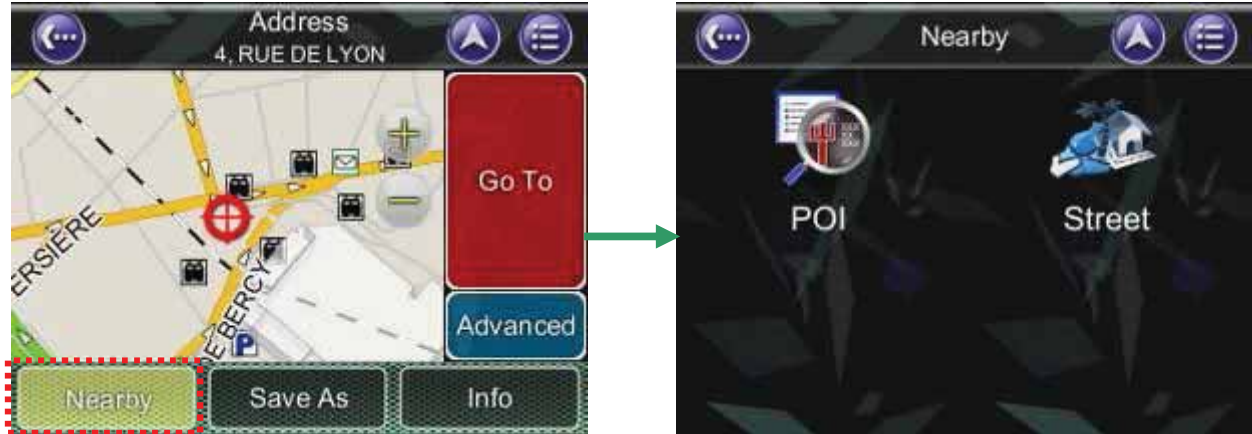 Address
4, RUE DE LYON
ERSIÈRE
E BERCY
P
Go To
Advanced
Nearby
Save As
Info
Nearby
POI
Street